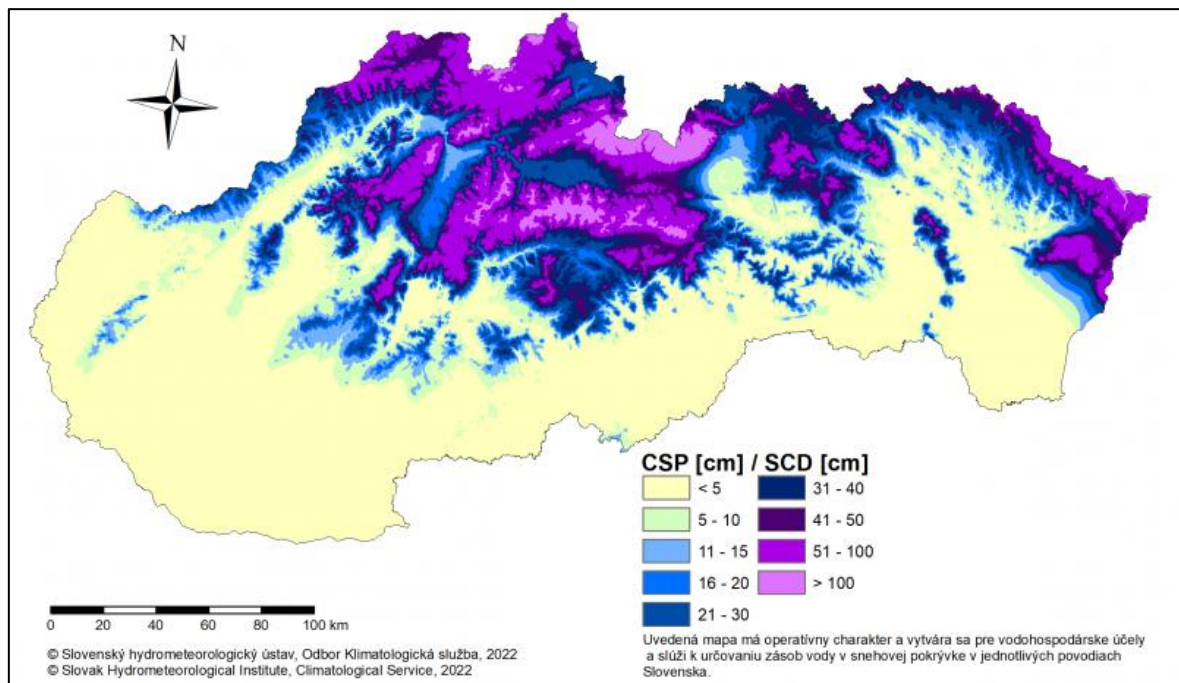 N
CSP [cm] / SCD [cm]
< 5
5 - 10
11 - 15
16 - 20
21 - 30
31 - 40
41 - 50
51 - 100
> 100
0 20 40 60 80 100 km
© Slovenský hydrometeorologický ústav, Odbor Klimatologická služba, 2022
© Slovak Hydrometeorological Institute, Climatological Service, 2022
Uvedená mapa má operatívny charakter a vytvára sa pre vodohospodárske účely
a slúži k určovaniu zásob vody v snehovej pokrývke v jednotlivých povodiach
Slovenska.